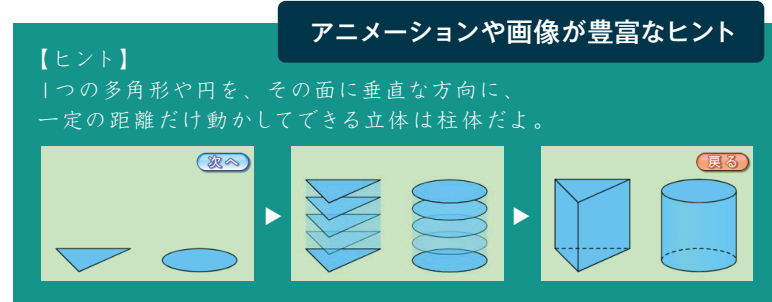 アニメーションや画像が豊富なヒント
【ヒント】
1つの多角形や円を、その面に垂直な方向に、
一定の距離だけ動かしてできる立体は柱体だよ。
次へ
戻る